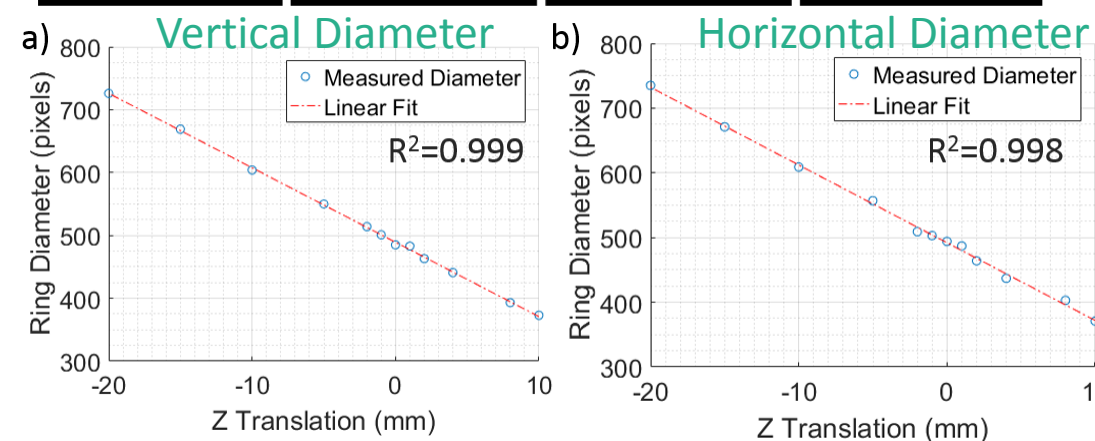 a) Vertical Diameter
800
700
600
500
400
300
Ring Diameter (pixels)
Measured Diameter
Linear Fit
R²=0.999
-20 -10 0 10
Z Translation (mm)
b) Horizontal Diameter
800
700
600
500
400
300
Ring Diameter (pixels)
Measured Diameter
Linear Fit
R²=0.998
-20 -10 0 1
Z Translation (mm)